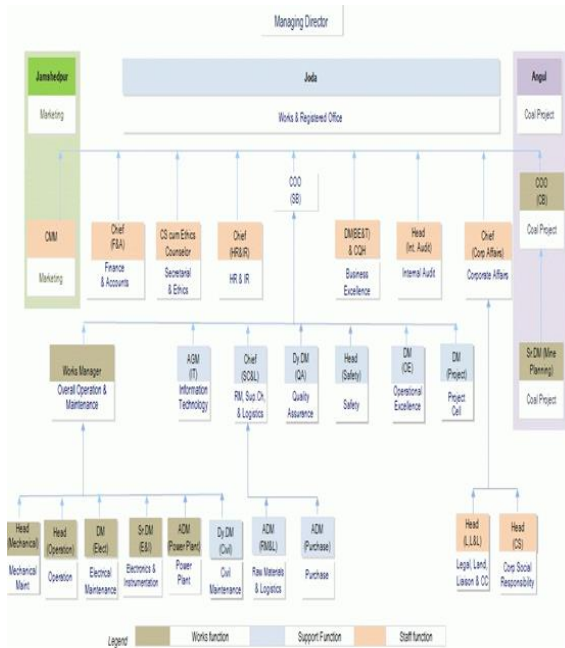 Managing Director
Jamshedpur
Joda
Angul
Marketing
Works & Registered Office
Coal Project
COO
(SB)
COO
(CB)
Coal Project
CMM
Marketing
Chief
(F&A)
Finance
& Accounts
CS cum Ethics
Counselor
Secretarial
& Ethics
Chief
(HR&IR)
HR & IR
DM(BE&IT)
& CQH
Business
Excellence
Head
(Int. Audit)
Internal Audit
Chief
(Corp Affairs)
Corporate Affairs
Works Manager
Overall Operation &
Maintenance
AGM
(IT)
Information
Technology
Chief
(SC&L)
RM, Sup. Ch.
& Logistics
Dy.DM
(QA)
Quality
Assurance
Head
(Safety)
Safety
DM
(OE)
Operational
Excellence
DM
(Project)
Project
Cell
Sr DM (Mine
Planning)
Coal Project
Head
(Mechanical)
Mechanical
Maint
Head
(Operation)
Operation
DM
(Elect)
Electrical
Maintenance
Sr.DM
(E&I)
Electronics &
Instrumentation
ADM
(Power Plant)
Power
Plant
Dy.DM
(Civil)
Civil
Maintenance
ADM
(RM&L)
Raw Materials
& Logistics
ADM
(Purchase)
Purchase
Head
(L,L&L)
Legal, Land,
Liaison & CC
Head
(CS)
Corp Social
Responsibility
Legend
Works function
Support Function
Staff function